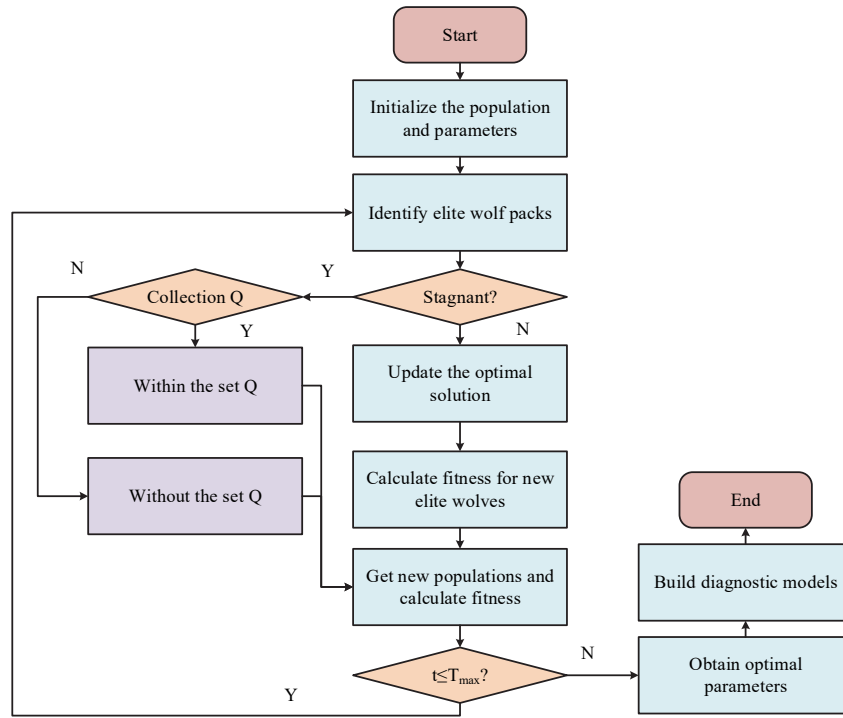 Start
Initialize the population
and parameters
Identify elite wolf packs
N
Collection Q
Y
Stagnant?
Y
N
Within the set Q
Update the optimal
solution
Without the set Q
Calculate fitness for new
elite wolves
End
Get new populations and
calculate fitness
Build diagnostic models
t≤Tmax?
N
Obtain optimal
parameters
Y